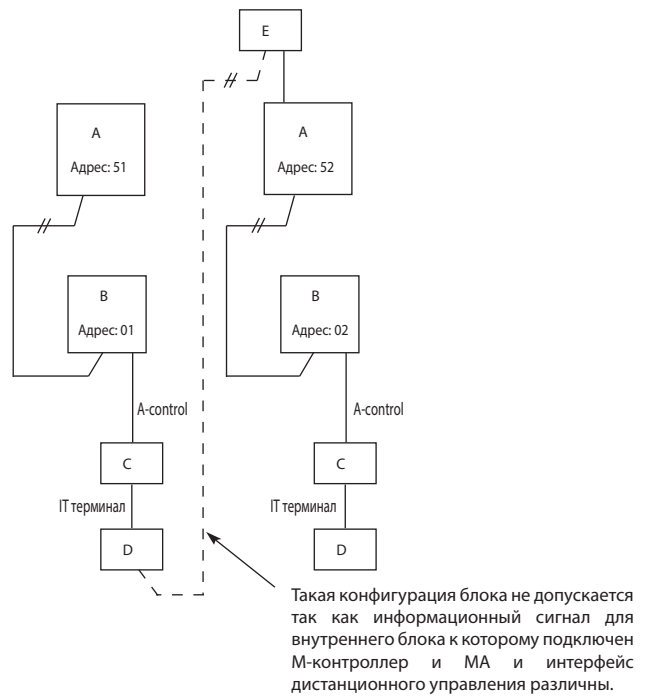 E
A
Адрес: 51
A
Адрес: 52
B
Адрес: 01
B
Адрес: 02
A-control
A-control
C
C
IT терминал
IT терминал
D
D
Такая конфигурация блока не допускается
так как информационный сигнал для
внутреннего блока к которому подключен
М-контроллер и МА и интерфейс
дистанционного управления различны.